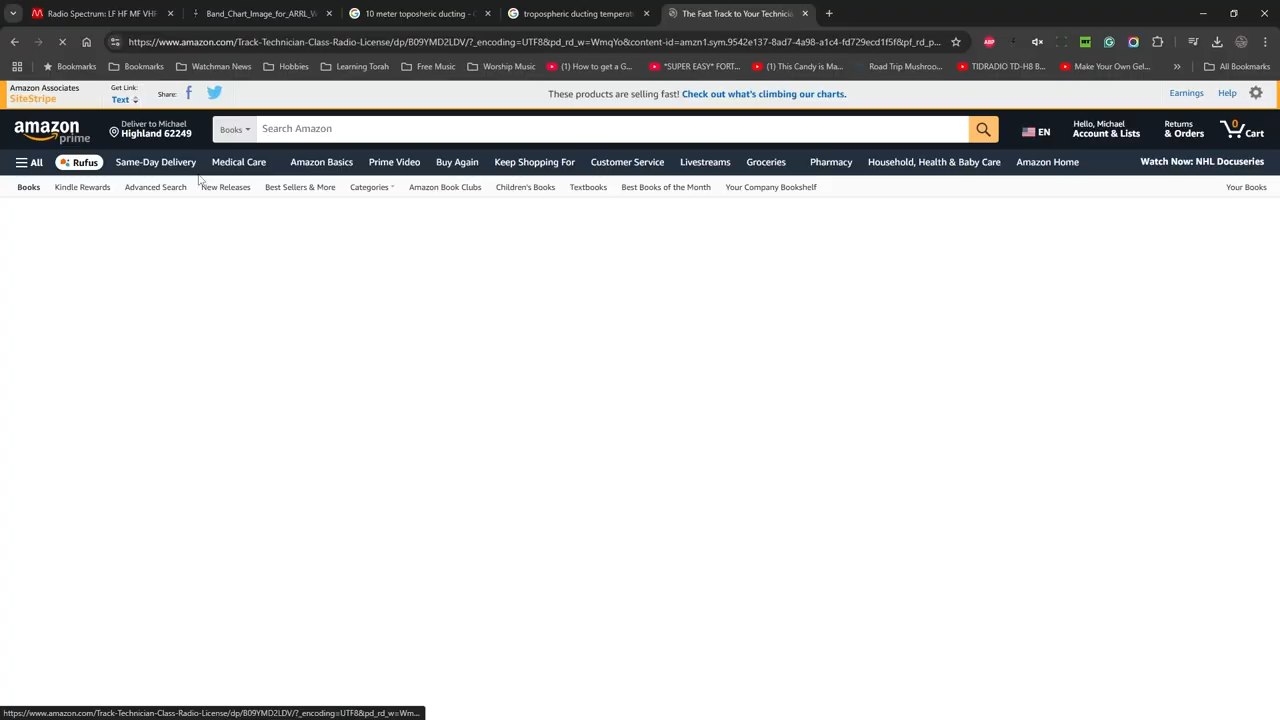 Radio Spectrum: LF HF MF VHF
Band_Chart_Image_for_ARRL_W
10 meter toposheric ducting - G
tropospheric ducting temperat
The Fast Track to Your Technicia
https://www.amazon.com/Track-Technician-Class-Radio-License/dp/B09YMD2LDV/?_encoding=UTF8&pd_rd_w=WmqYo&content-id=amzn1.sym.9542e137-8ad7-4a98-a1c4-fd729ecd1f5f&pf_rd_p...
Bookmarks Bookmarks Watchman News Hobbies Learning Torah Free Music Worship Music (1) How to get a G... *SUPER EASY* FORT... (1) This Candy is Ma... Road Trip Mushroo... TIDRADIO TD-H8 B... Make Your Own Gel... » All Bookmarks
Amazon Associates
SiteStripe
Get Link:
Text
Share:
These products are selling fast! Check out what's climbing our charts.
Earnings Help
amazon
prime
Deliver to Michael
Highland 62249
Books
Search Amazon
EN
Hello, Michael
Account & Lists
Returns
& Orders
0
Cart
All Rufus Same-Day Delivery Medical Care Amazon Basics Prime Video Buy Again Keep Shopping For Customer Service Livestreams Groceries Pharmacy Household, Health & Baby Care Amazon Home Watch Now: NHL Docuseries
Books Kindle Rewards Advanced Search New Releases Best Sellers & More Categories Amazon Book Clubs Children's Books Textbooks Best Books of the Month Your Company Bookshelf Your Books
https://www.amazon.com/Track-Technician-Class-Radio-License/dp/B09YMD2LDV/?_encoding=UTF8&pd_rd_w=Wm...